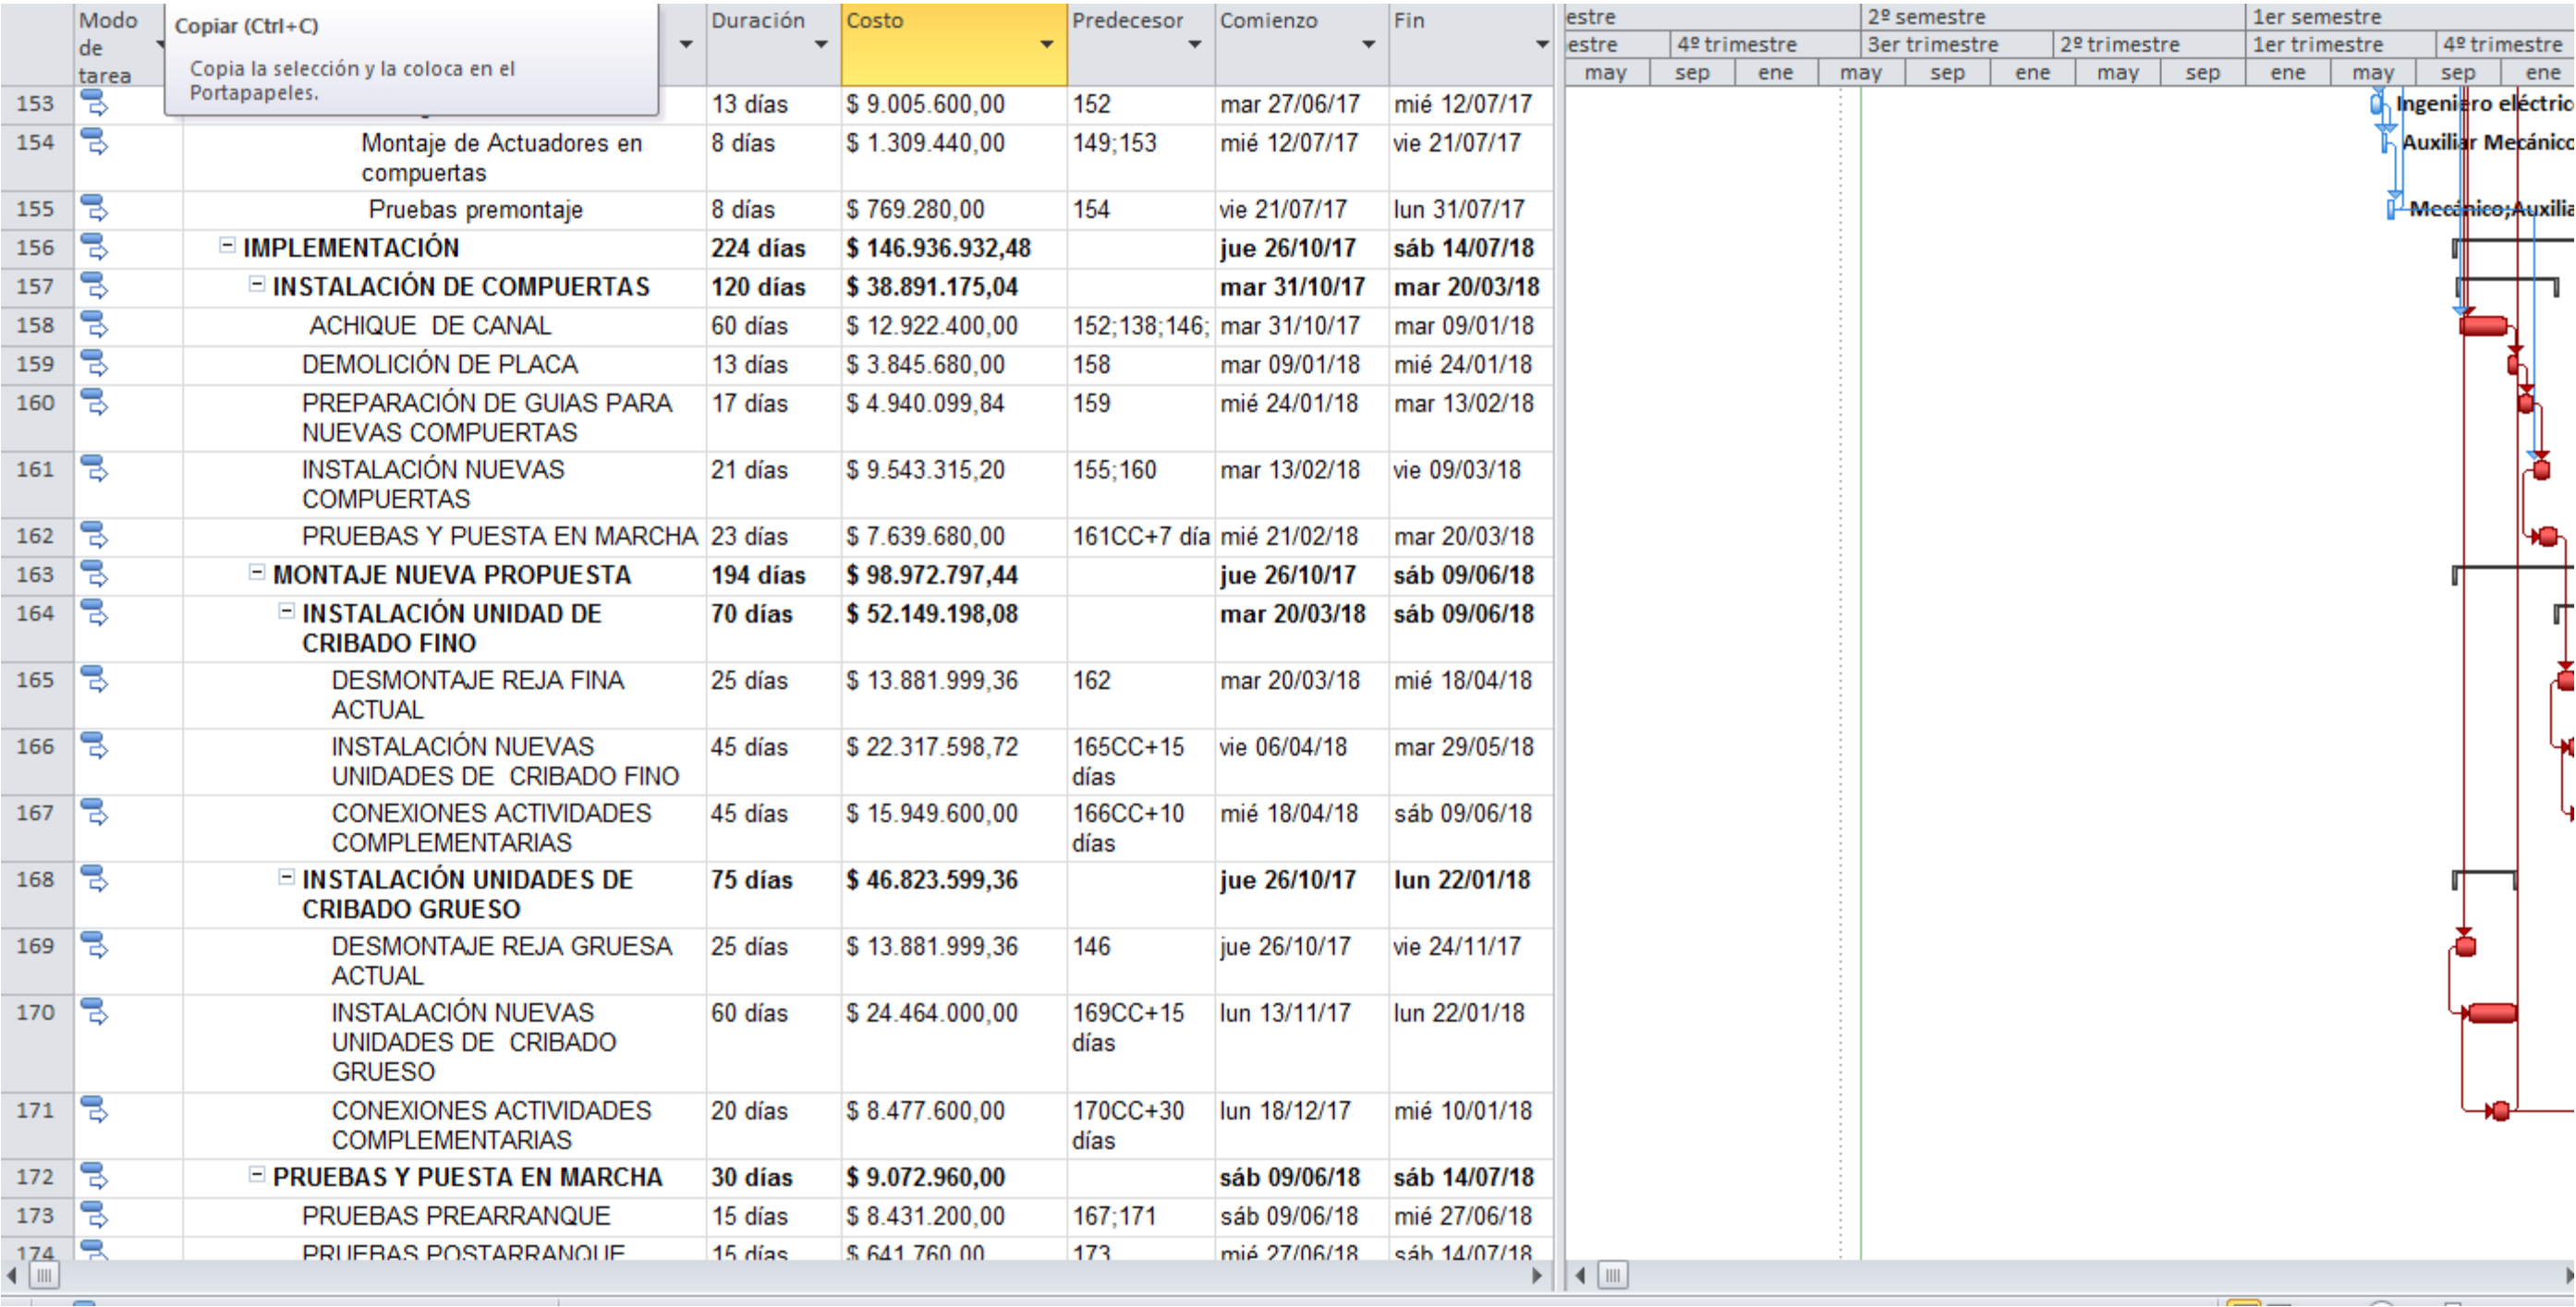 Modo de tarea Duración Costo Predecesor Comienzo Fin
Copiar (Ctrl+C)
Copia la selección y la coloca en el
Portapapeles.
estre 2º semestre 1er semestre
estre 4º trimestre 3er trimestre 2º trimestre 1er trimestre 4º trimestre
may sep ene may sep ene may sep ene may sep ene
153 13 días $ 9.005.600,00 152 mar 27/06/17 mié 12/07/17 Ingeniero eléctric
154 Montaje de Actuadores en 8 días $ 1.309.440,00 149;153 mié 12/07/17 vie 21/07/17 Auxiliar Mecánico
compuertas
155 Pruebas premontaje 8 días $ 769.280,00 154 vie 21/07/17 lun 31/07/17 Mecánico;Auxilia
156 IMPLEMENTACIÓN 224 días $ 146.936.932,48 jue 26/10/17 sáb 14/07/18
157 INSTALACIÓN DE COMPUERTAS 120 días $ 38.891.175,04 mar 31/10/17 mar 20/03/18
158 ACHIQUE DE CANAL 60 días $ 12.922.400,00 152;138;146; mar 31/10/17 mar 09/01/18
159 DEMOLICIÓN DE PLACA 13 días $ 3.845.680,00 158 mar 09/01/18 mié 24/01/18
160 PREPARACIÓN DE GUIAS PARA 17 días $ 4.940.099,84 159 mié 24/01/18 mar 13/02/18
NUEVAS COMPUERTAS
161 INSTALACIÓN NUEVAS 21 días $ 9.543.315,20 155;160 mar 13/02/18 vie 09/03/18
COMPUERTAS
162 PRUEBAS Y PUESTA EN MARCHA 23 días $ 7.639.680,00 161CC+7 día mié 21/02/18 mar 20/03/18
163 MONTAJE NUEVA PROPUESTA 194 días $ 98.972.797,44 jue 26/10/17 sáb 09/06/18
164 INSTALACIÓN UNIDAD DE 70 días $ 52.149.198,08 mar 20/03/18 sáb 09/06/18
CRIBADO FINO
165 DESMONTAJE REJA FINA 25 días $ 13.881.999,36 162 mar 20/03/18 mié 18/04/18
ACTUAL
166 INSTALACIÓN NUEVAS 45 días $ 22.317.598,72 165CC+15 vie 06/04/18 mar 29/05/18
UNIDADES DE CRIBADO FINO días
167 CONEXIONES ACTIVIDADES 45 días $ 15.949.600,00 166CC+10 mié 18/04/18 sáb 09/06/18
COMPLEMENTARIAS días
168 INSTALACIÓN UNIDADES DE 75 días $ 46.823.599,36 jue 26/10/17 lun 22/01/18
CRIBADO GRUESO
169 DESMONTAJE REJA GRUESA 25 días $ 13.881.999,36 146 jue 26/10/17 vie 24/11/17
ACTUAL
170 INSTALACIÓN NUEVAS 60 días $ 24.464.000,00 169CC+15 lun 13/11/17 lun 22/01/18
UNIDADES DE CRIBADO días
GRUESO
171 CONEXIONES ACTIVIDADES 20 días $ 8.477.600,00 170CC+30 lun 18/12/17 mié 10/01/18
COMPLEMENTARIAS días
172 PRUEBAS Y PUESTA EN MARCHA 30 días $ 9.072.960,00 sáb 09/06/18 sáb 14/07/18
173 PRUEBAS PREARRANQUE 15 días $ 8.431.200,00 167;171 sáb 09/06/18 mié 27/06/18
174 PRUEBAS POSTARRANQUE 15 días $ 641.760,00 173 mié 27/06/18 sáb 14/07/18